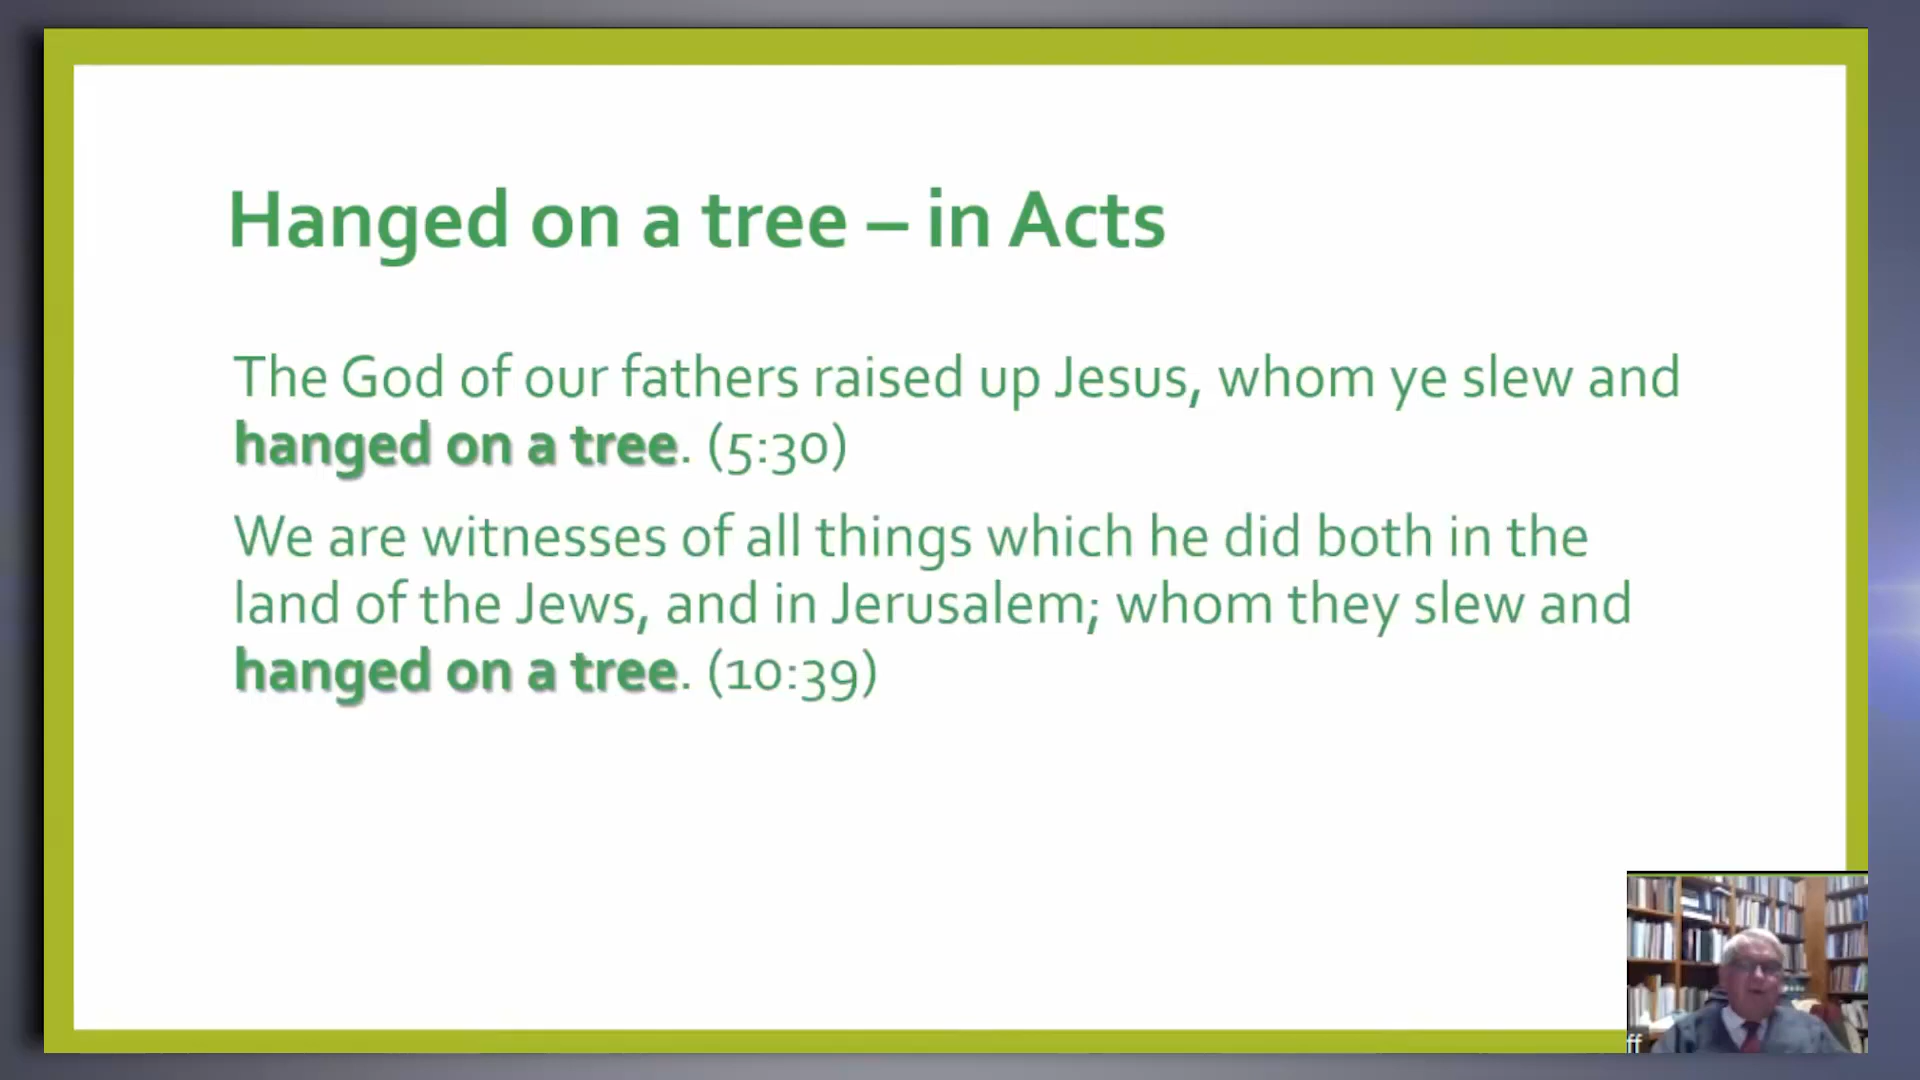 Hanged on a tree – in Acts
The God of our fathers raised up Jesus, whom ye slew and
hanged on a tree. (5:30)
We are witnesses of all things which he did both in the
land of the Jews, and in Jerusalem; whom they slew and
hanged on a tree. (10:39)
ff